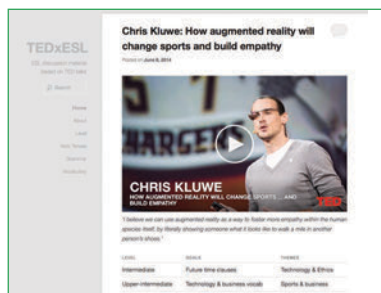 TEDxESL
ESL discussion material
based on TED talks
Search
Home
About
Level
Verb Tenses
Grammar
Vocabulary
Chris Kluwe: How augmented reality will
change sports and build empathy
Posted on June 9, 2014
CHARGERS
CHRIS KLUWE
HOW AUGMENTED REALITY WILL CHANGE SPORTS ... AND
BUILD EMPATHY
TED
"I believe we can use augmented reality as a way to foster more empathy within the human
species itself, by literally showing someone what it looks like to walk a mile in another
person's shoes."
LEVEL GOALS THEMES
Intermediate Future time clauses Technology & Ethics
Upper-intermediate Technology & business vocab Sports & business